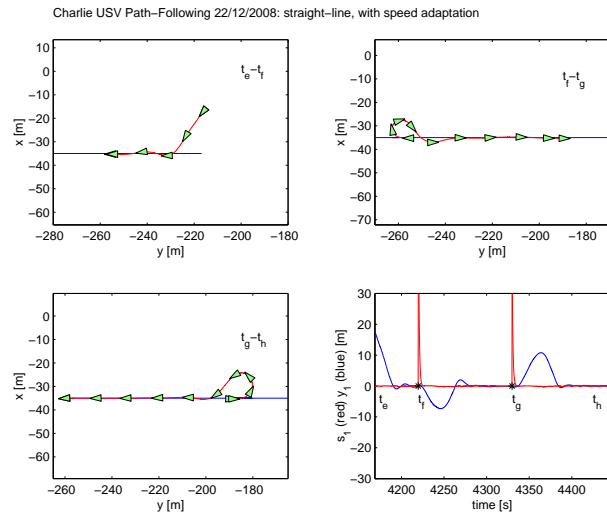 Charlie USV Path−Following 22/12/2008: straight−line, with speed adaptation
10
0
−10
−20
−30
−40
−50
−60
x [m]
t_e−t_f
−280 −260 −240 −220 −200 −180
y [m]
10
0
−10
−20
−30
−40
−50
−60
−70
x [m]
t_f−t_g
−260 −240 −220 −200 −180
y [m]
10
0
−10
−20
−30
−40
−50
−60
x [m]
t_g−t_h
−260 −240 −220 −200 −180
y [m]
30
20
10
0
−10
−20
−30
s_1 (red) y_1 (blue) [m]
t_e t_f t_g t_h
4200 4250 4300 4350 4400
time [s]